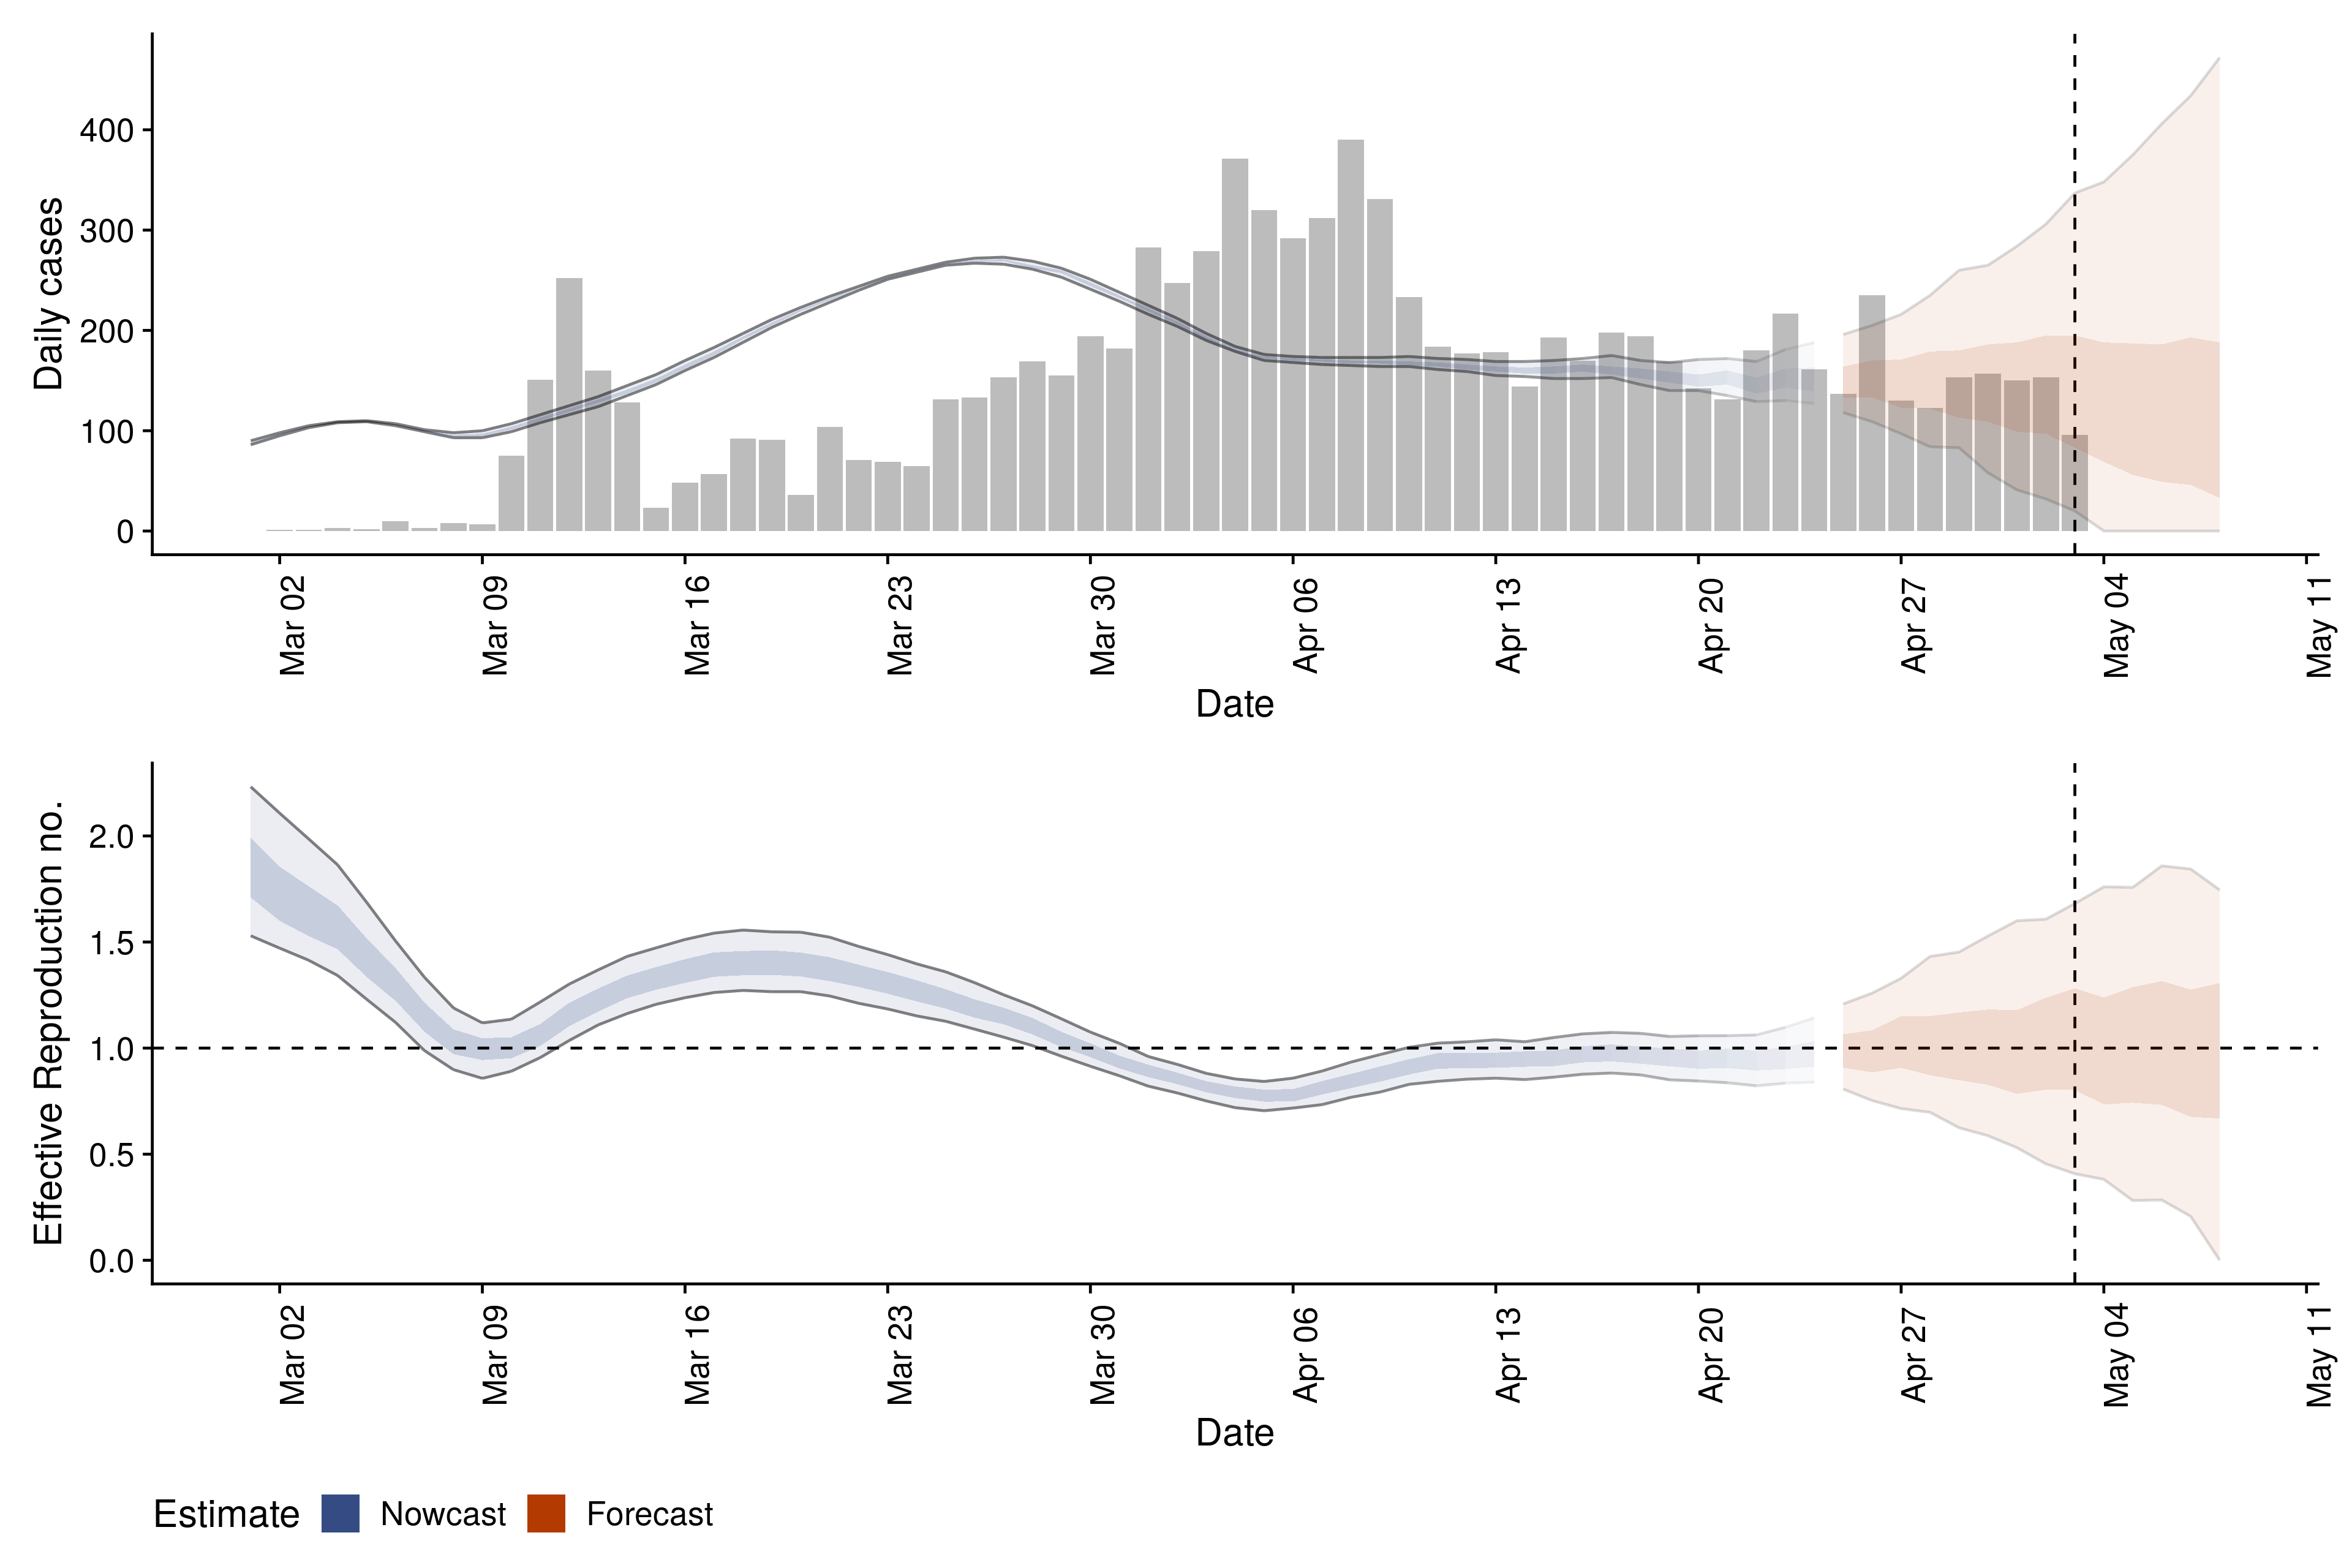 Daily cases
400
300
200
100
0
Mar 02
Mar 09
Mar 16
Mar 23
Mar 30
Apr 06
Apr 13
Apr 20
Apr 27
May 04
May 11
Date
Effective Reproduction no.
2.0
1.5
1.0
0.5
0.0
Mar 02
Mar 09
Mar 16
Mar 23
Mar 30
Apr 06
Apr 13
Apr 20
Apr 27
May 04
May 11
Date
Estimate Nowcast Forecast